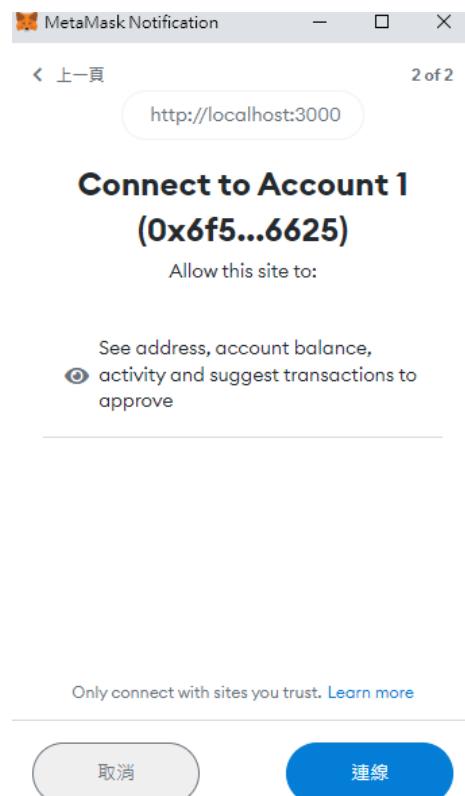 MetaMask Notification
上一頁
2 of 2
http://localhost:3000
Connect to Account 1
(0x6f5...6625)
Allow this site to:
See address, account balance,
activity and suggest transactions to
approve
Only connect with sites you trust. Learn more
取消
連線